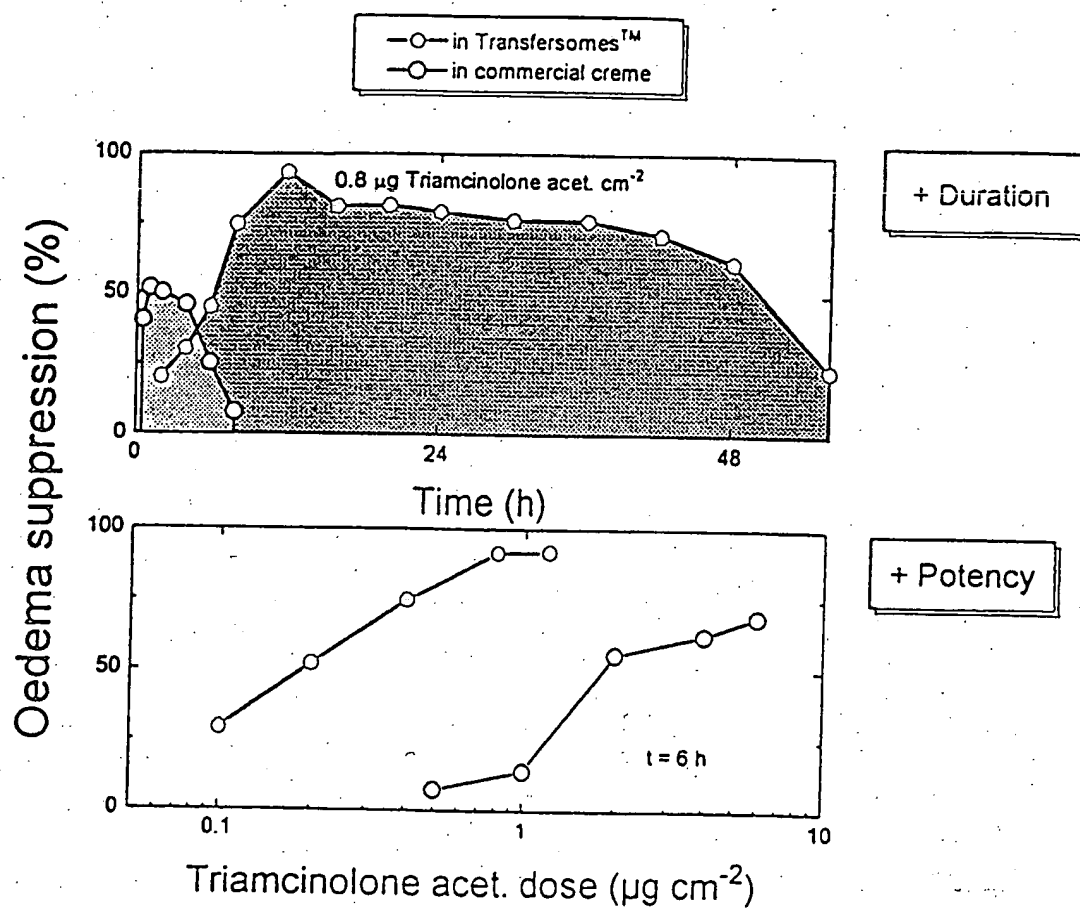 in Transfersomes™
in commercial creme
100
0.8 µg Triamcinolone acet. cm⁻²
+ Duration
50
0
0
24
48
Time (h)
Oedema suppression (%)
100
+ Potency
50
t = 6 h
0
0.1
1
10
Triamcinolone acet. dose (µg cm⁻²)